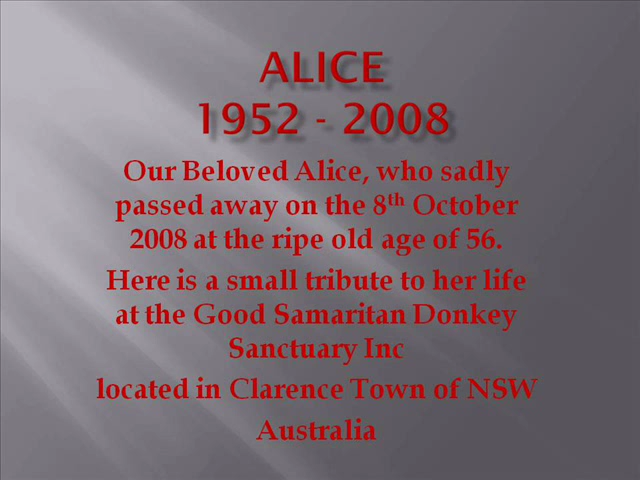 ALICE
1952 - 2008
Our Beloved Alice, who sadly
passed away on the 8th October
2008 at the ripe old age of 56.
Here is a small tribute to her life
at the Good Samaritan Donkey
Sanctuary Inc
located in Clarence Town of NSW
Australia